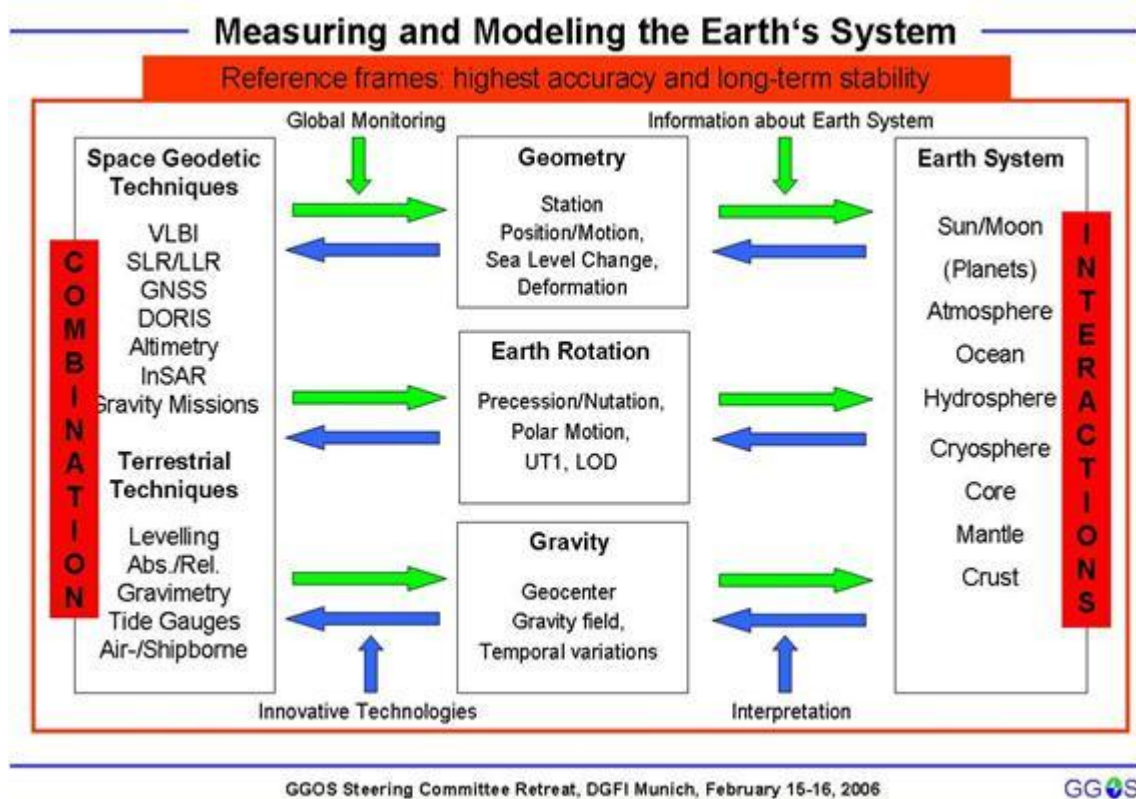 Measuring and Modeling the Earth's System
Reference frames: highest accuracy and long-term stability
Global Monitoring
Information about Earth System
Space Geodetic
Techniques
VLBI
SLR/LLR
GNSS
DORIS
Altimetry
InSAR
Gravity Missions
Terrestrial
Techniques
Levelling
Abs./Rel.
Gravimetry
Tide Gauges
Air-/Shipborne
COMBINATION
Geometry
Station
Position/Motion,
Sea Level Change,
Deformation
Earth Rotation
Precession/Nutation,
Polar Motion,
UT1, LOD
Gravity
Geocenter
Gravity field,
Temporal variations
Earth System
Sun/Moon
(Planets)
Atmosphere
Ocean
Hydrosphere
Cryosphere
Core
Mantle
Crust
INTERACTIONS
Innovative Technologies
Interpretation
GGOS Steering Committee Retreat, DGFI Munich, February 15-16, 2006
GGOS